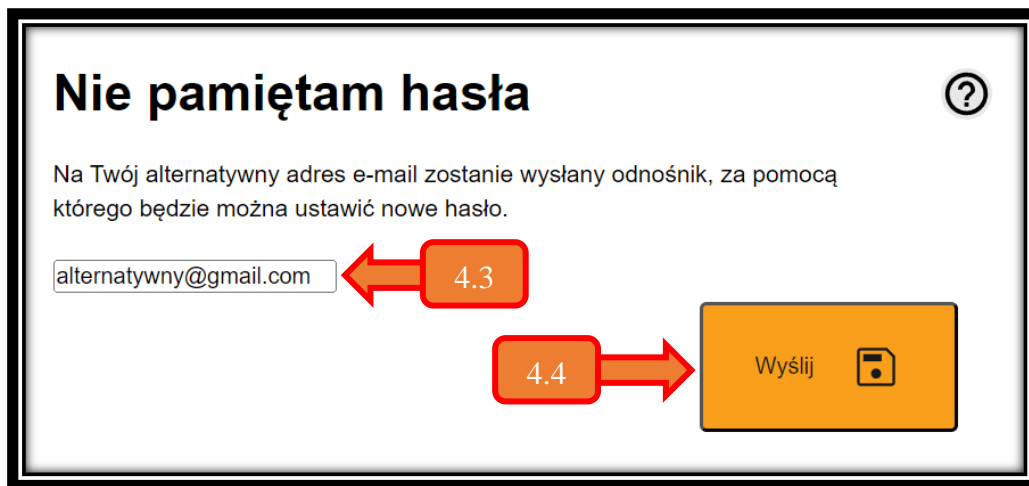 Nie pamiętam hasła
?
Na Twój alternatywny adres e-mail zostanie wysłany odnośnik, za pomocą
którego będzie można ustawić nowe hasło.
alternatywny@gmail.com
4.3
4.4
Wyślij